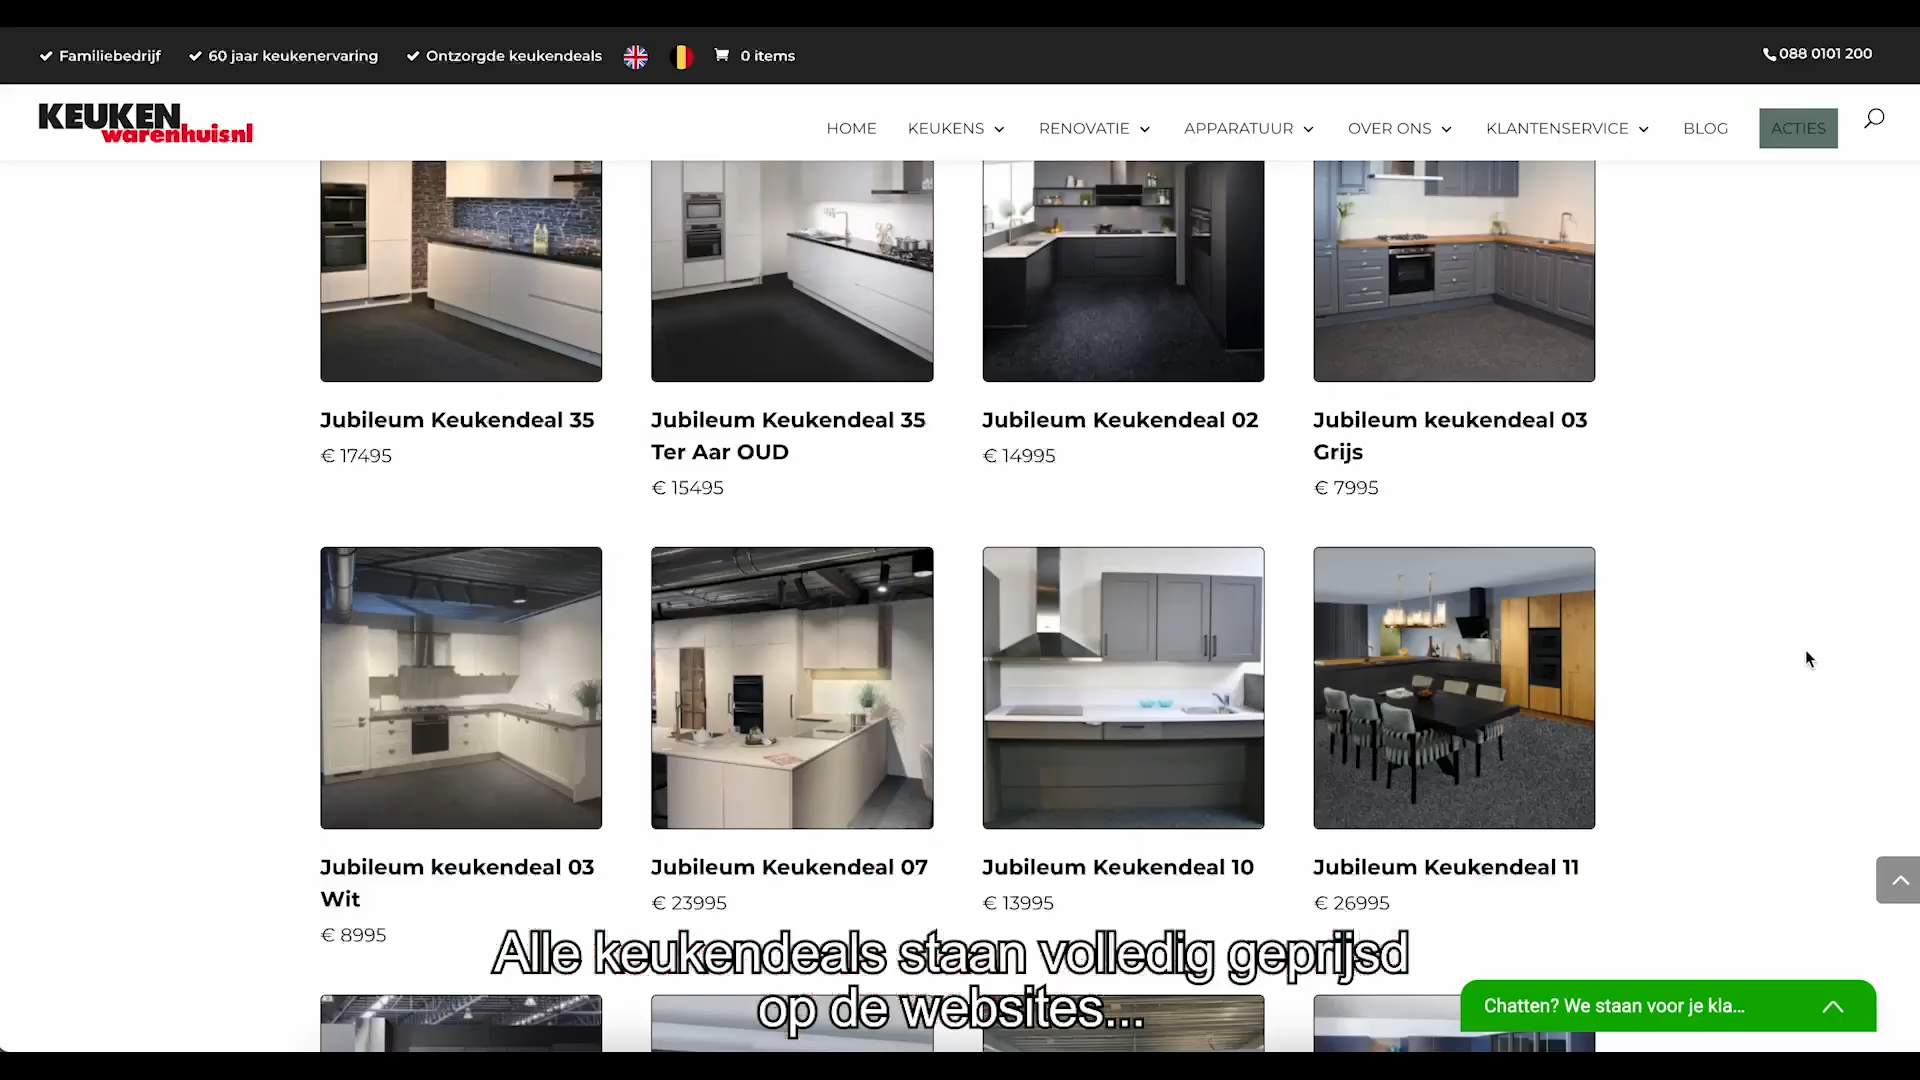 Familiebedrijf
60 jaar keukenervaring
Ontzorgde keukendeals
0 items
088 0101 200
KEUKEN
warenhuisnl
HOME
KEUKENS
RENOVATIE
APPARATUUR
OVER ONS
KLANTENSERVICE
BLOG
ACTIES
Jubileum Keukendeal 35
€ 17495
Jubileum Keukendeal 35
Ter Aar OUD
€ 15495
Jubileum Keukendeal 02
€ 14995
Jubileum keukendeal 03
Grijs
€ 7995
Jubileum keukendeal 03
Wit
€ 8995
Jubileum Keukendeal 07
€ 23995
Jubileum Keukendeal 10
€ 13995
Jubileum Keukendeal 11
€ 26995
Alle keukendeals staan volledig geprijsd
op de websites...
Chatten? We staan voor je kla...